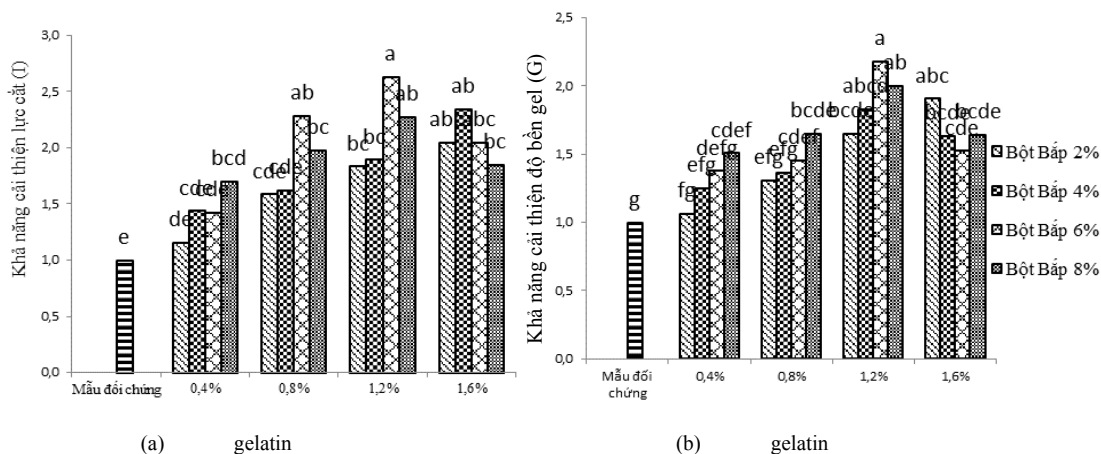 Khả năng cải thiện lực cắt (I)
3,0
2,5
2,0
1,5
1,0
0,5
0,0
e
de
cde
cde
bcd
cde
cde
ab
bc
bc
bc
a
ab
ab
ab
abc
bc
Mẫu đối chứng
0,4%
0,8%
1,2%
1,6%
(a) gelatin
Khả năng cải thiện độ bền gel (G)
2,5
2,0
1,5
1,0
0,5
0,0
g
fg
efg
defg
cdef
efg
efg
cdef
bcde
bcde
abcd
a
ab
abc
bcde
cde
bcde
Mẫu đối
chứng
0,4%
0,8%
1,2%
1,6%
(b) gelatin
Bột Bắp 2%
Bột Bắp 4%
Bột Bắp 6%
Bột Bắp 8%